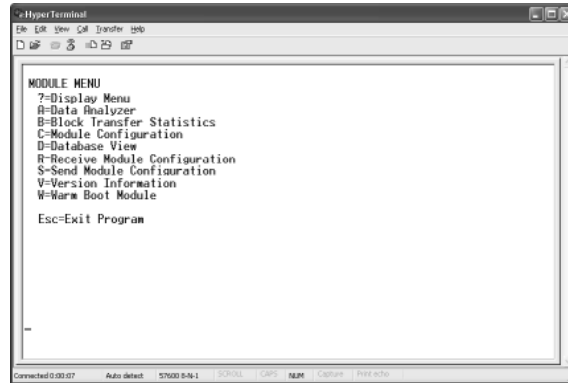 HyperTerminal
File Edit View Call Transfer Help
MODULE MENU
?=Display Menu
A=Data Analyzer
B=Block Transfer Statistics
C=Module Configuration
D=Database View
R=Receive Module Configuration
S=Send Module Configuration
V=Version Information
W=Warm Boot Module
Esc=Exit Program
Connected 0:00:07 Auto detect 57600 8-N-1 SCROLL CAPS NUM Capture Print echo